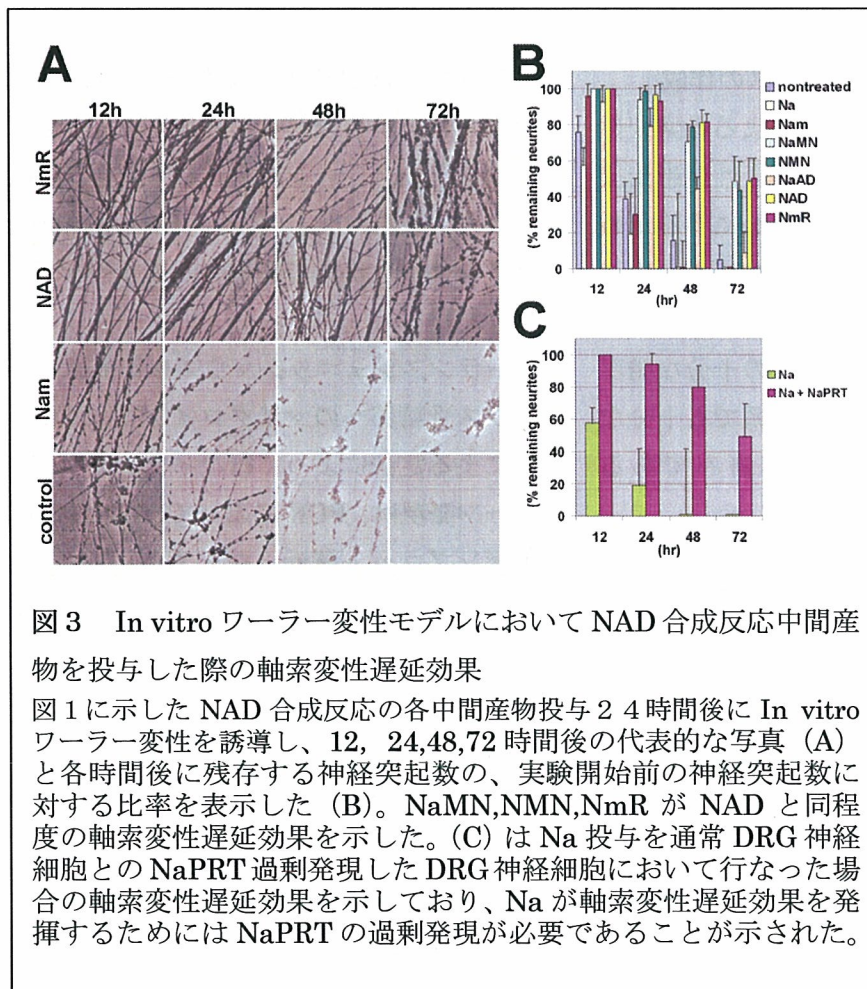 A
12h 24h 48h 72h
NmR
NAD
Nam
control
B
(% remaining neurites)
100
80
60
40
20
0
12 24 48 72
(hr)
nontreated
Na
Nam
NaMN
NMN
NaAD
NAD
NmR
C
(% remaining neurites)
100
80
60
40
20
0
12 24 48 72
(hr)
Na
Na + NaPRT
図3 In vitro ワーラー変性モデルにおいて NAD 合成反応中間産
物を投与した際の軸索変性遅延効果
図1に示した NAD 合成反応の各中間産物投与24時間後に In vitro
ワーラー変性を誘導し、12, 24,48,72 時間後の代表的な写真（A）
と各時間後に残存する神経突起数の、実験開始前の神経突起数に
対する比率を表示した（B）。NaMN,NMN,NmR が NAD と同程
度の軸索変性遅延効果を示した。（C）は Na 投与を通常 DRG 神経
細胞との NaPRT 過剰発現した DRG 神経細胞において行なった場
合の軸索変性遅延効果を示しており、Na が軸索変性遅延効果を発
揮するためには NaPRT の過剰発現が必要であることが示された。